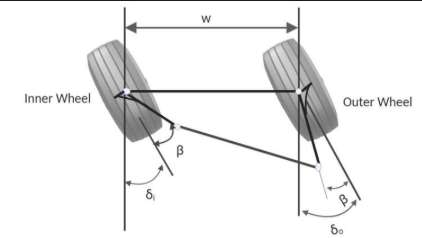 w
Inner Wheel
Outer Wheel
β
β
δᵢ
δₒ